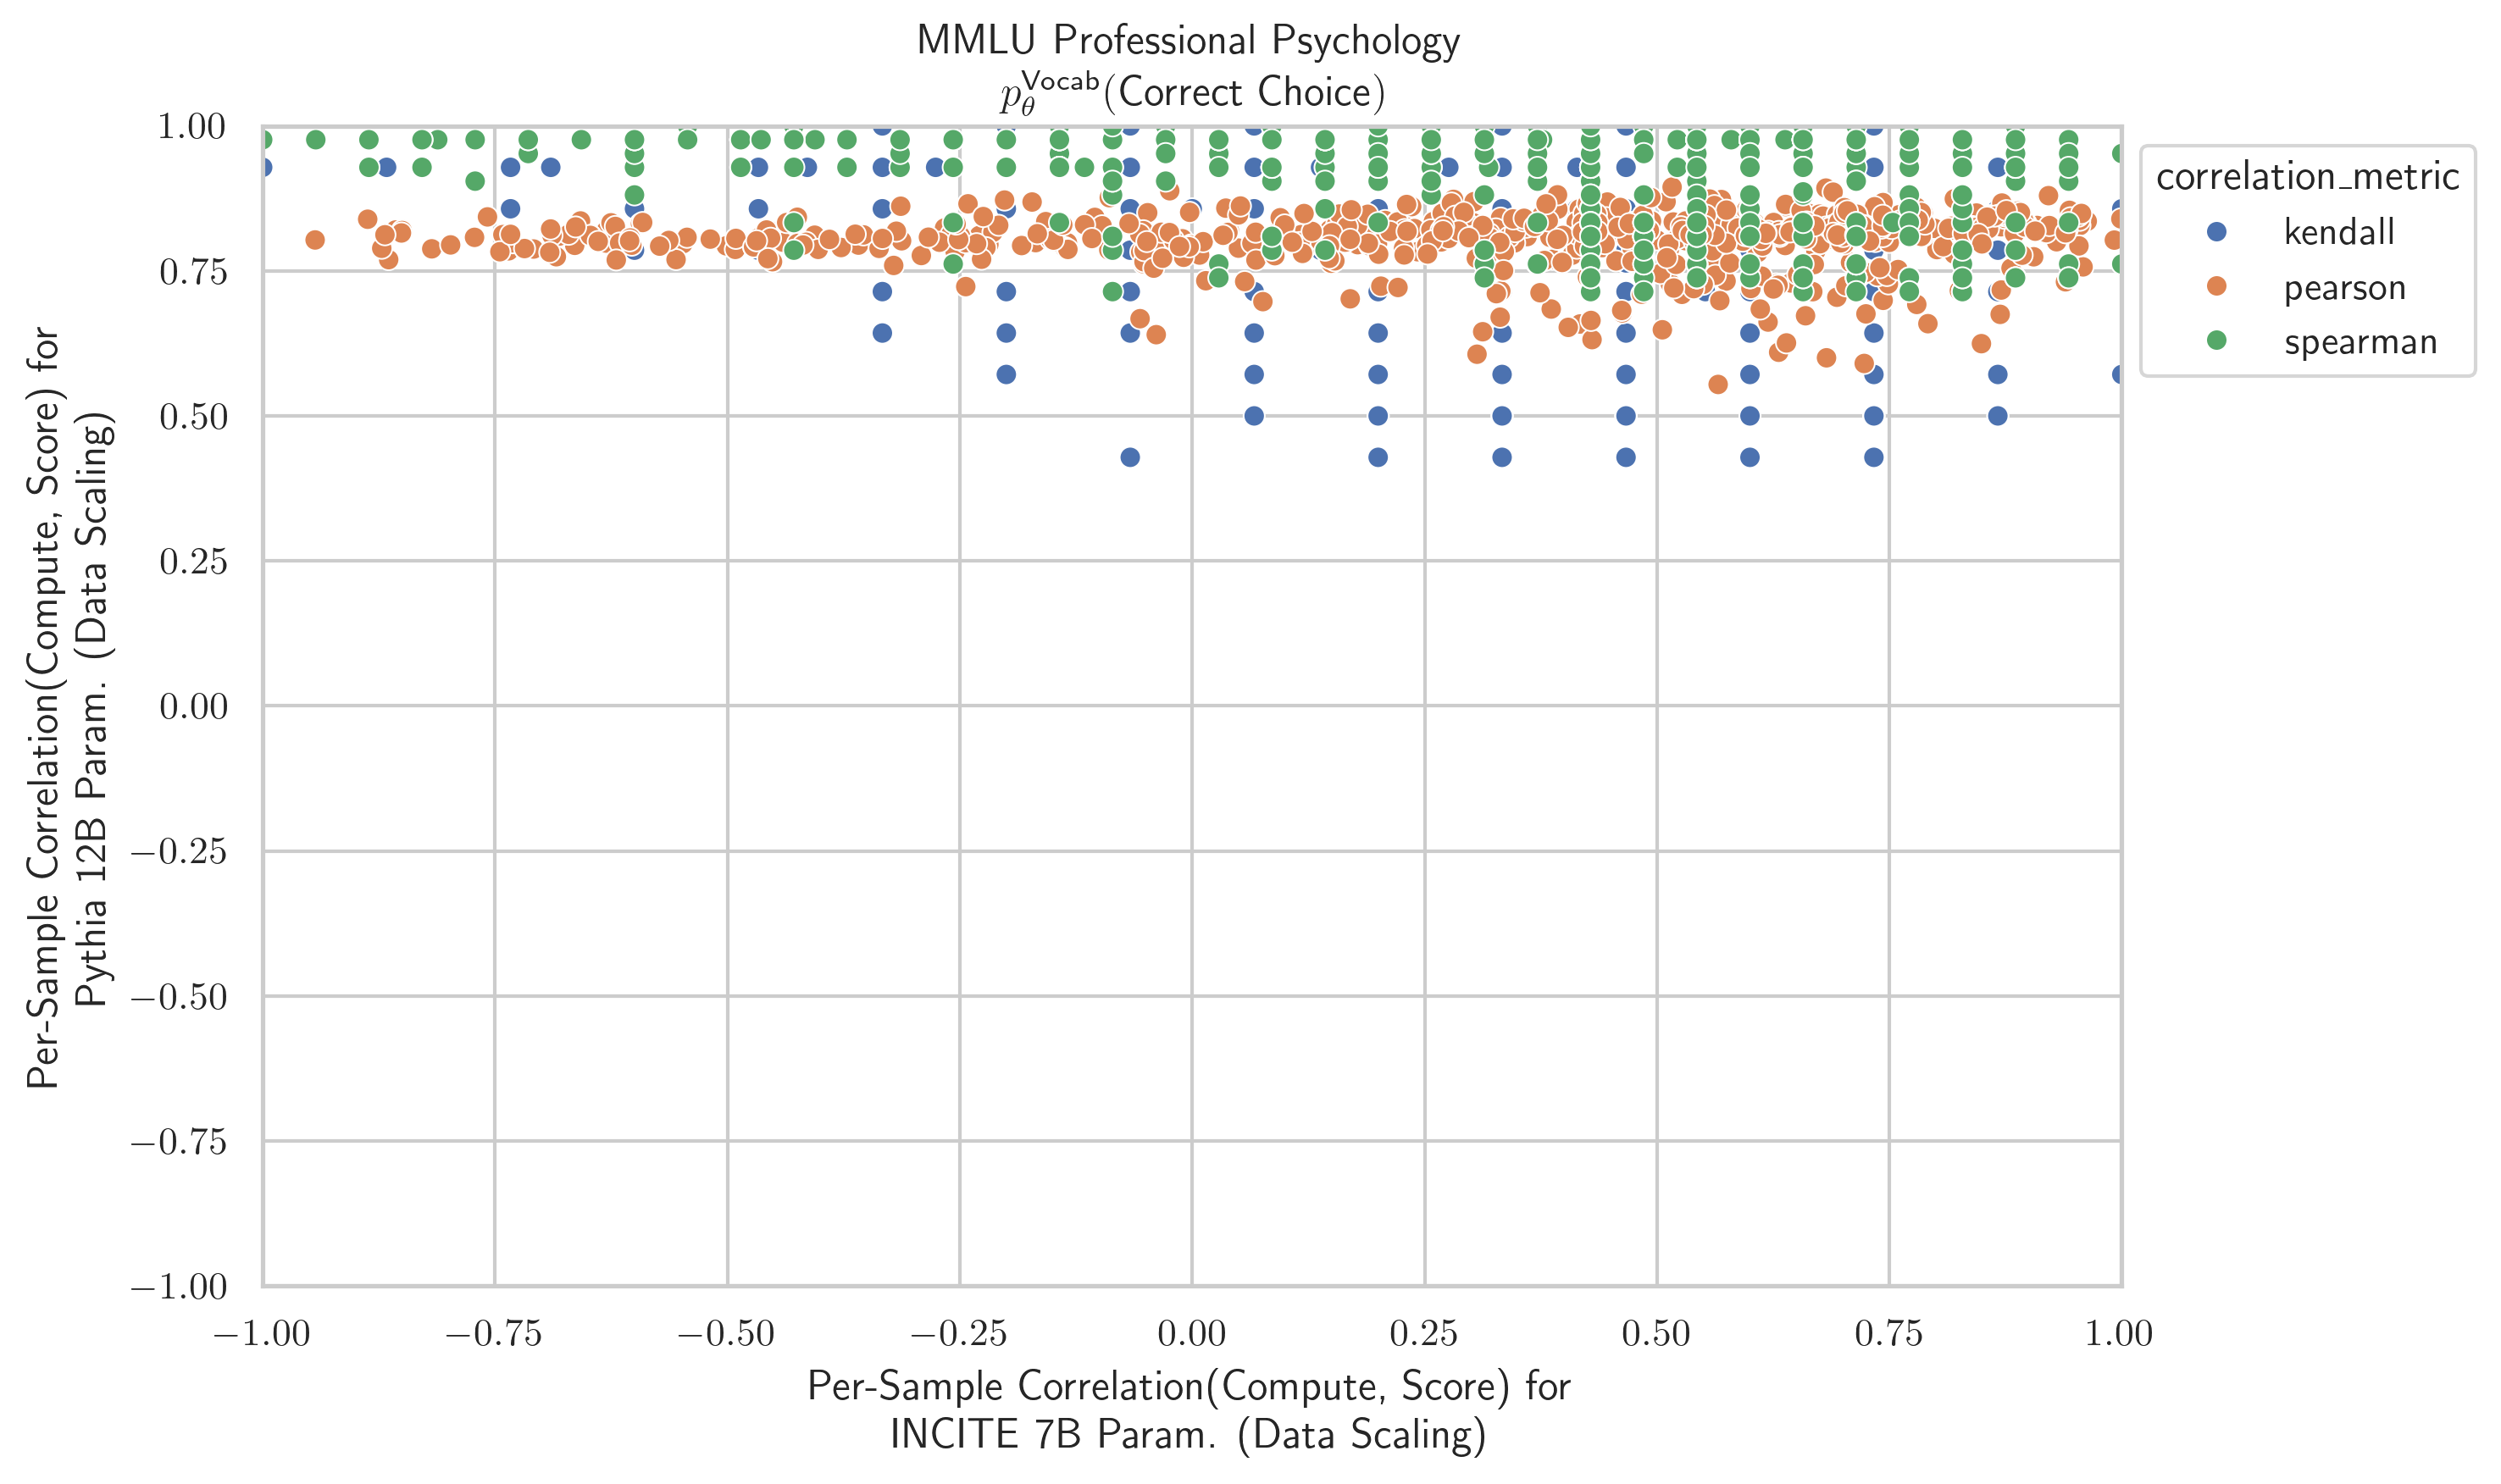 MMLU Professional Psychology
p_θ^Vocab(Correct Choice)
Per-Sample Correlation(Compute, Score) for
Pythia 12B Param. (Data Scaling)
1.00
0.75
0.50
0.25
0.00
−0.25
−0.50
−0.75
−1.00
−1.00 −0.75 −0.50 −0.25 0.00 0.25 0.50 0.75 1.00
Per-Sample Correlation(Compute, Score) for
INCITE 7B Param. (Data Scaling)
correlation_metric
kendall
pearson
spearman